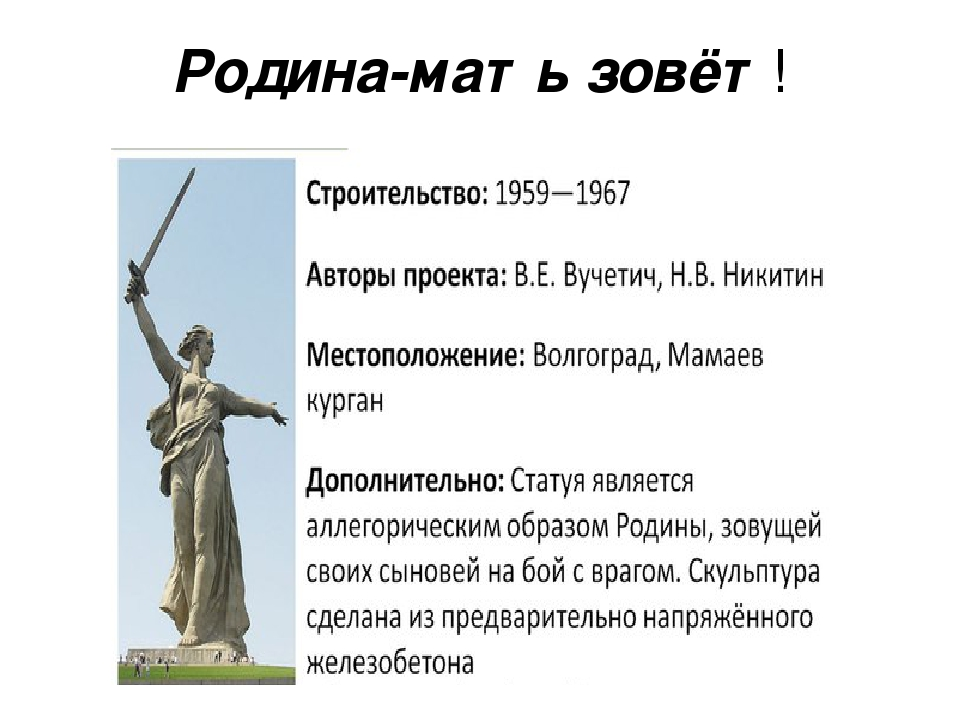 Родина-мать зовёт !
Строительство: 1959—1967
Авторы проекта: В.Е. Вучетич, Н.В. Никитин
Местоположение: Волгоград, Мамаев
курган
Дополнительно: Статуя является
аллегорическим образом Родины, зовущей
своих сыновей на бой с врагом. Скульптура
сделана из предварительно напряжённого
железобетона